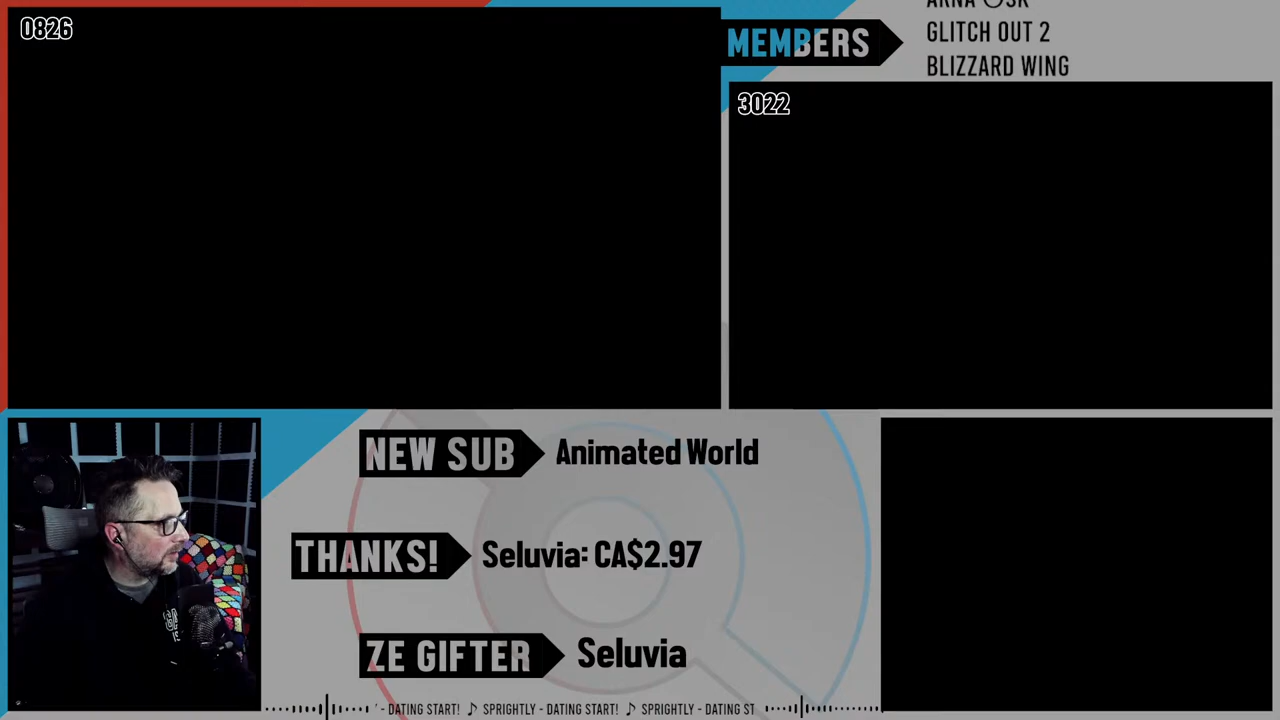 0826
MEMBERS
GLITCH OUT 2
BLIZZARD WING
3022
NEW SUB
Animated World
THANKS!
Seluvia: CA$2.97
ZE GIFTER
Seluvia
- DATING START! ♪ SPRIGHTLY - DATING START! ♪ SPRIGHTLY - DATING ST